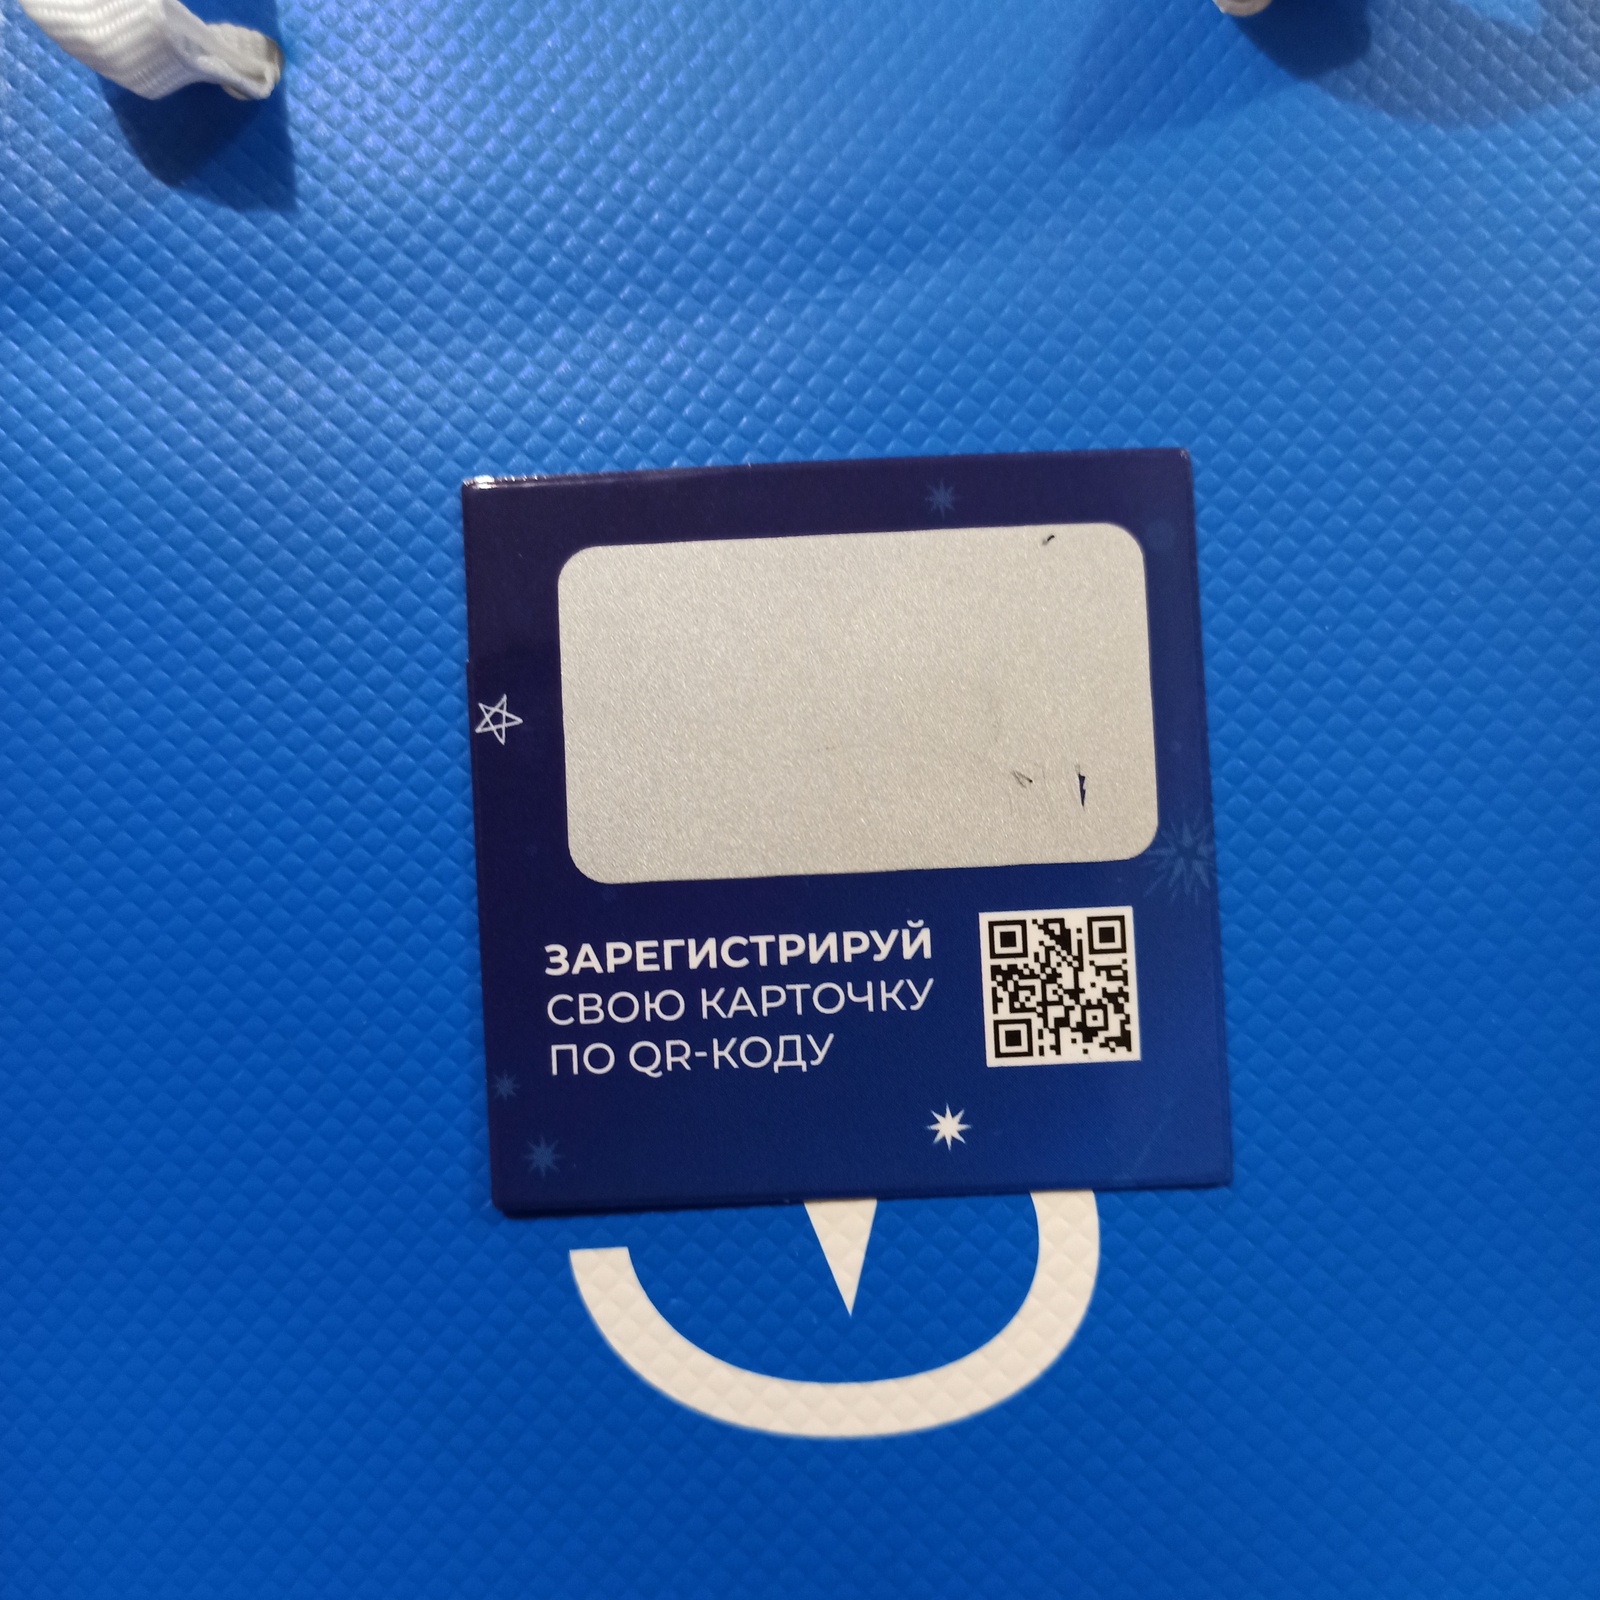 ЗАРЕГИСТРИРУЙ
СВОЮ КАРТОЧКУ
ПО QR-КОДУ